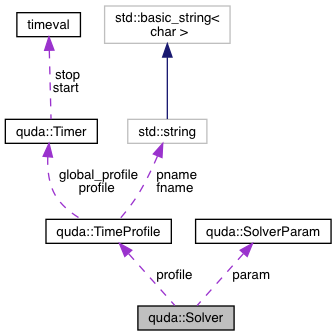 timeval
std::basic_string<
char >
stop
start
quda::Timer
std::string
global_profile
profile
pname
fname
quda::TimeProfile
quda::SolverParam
profile
param
quda::Solver